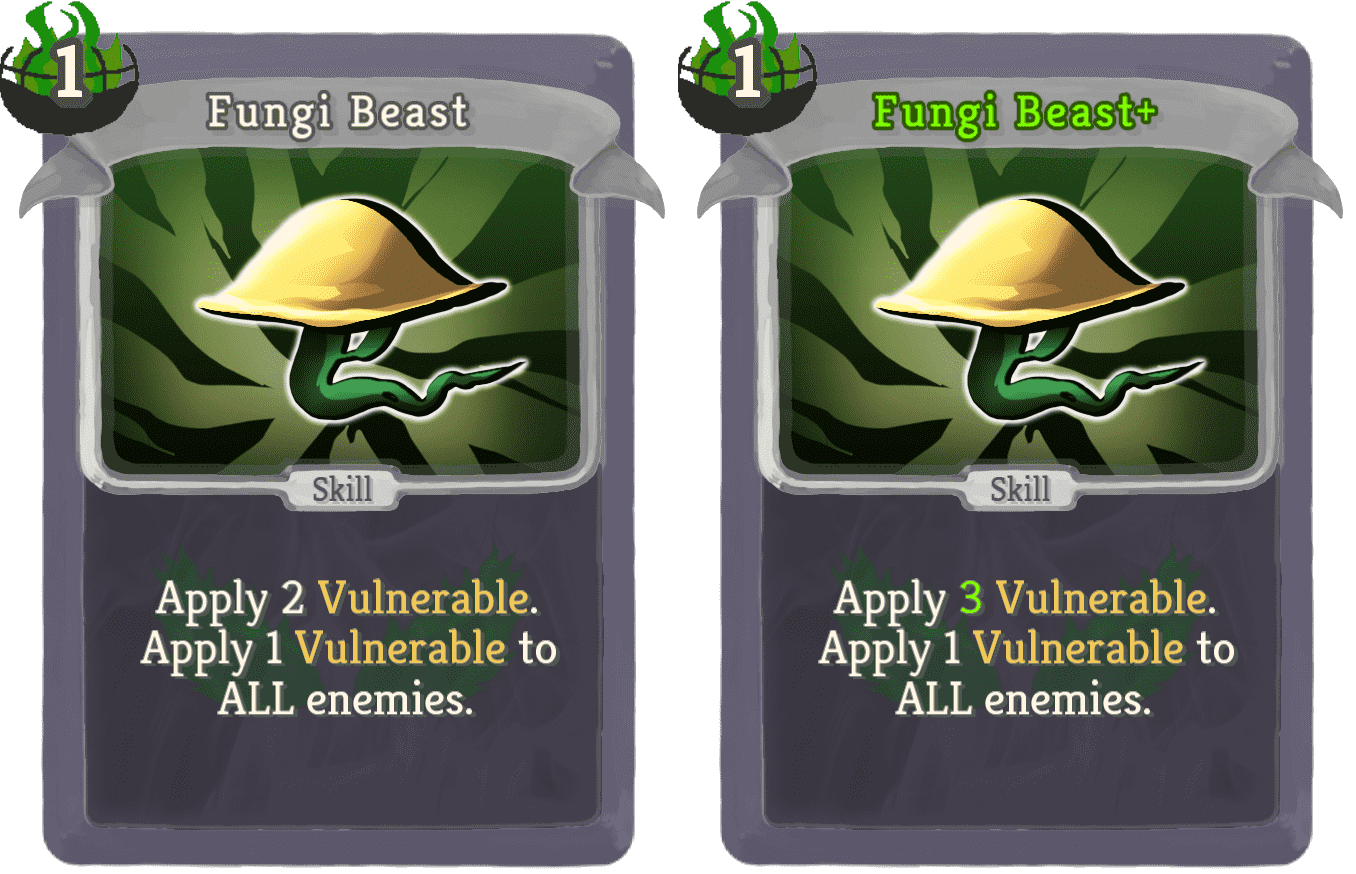 1
Fungi Beast
Skill
Apply 2 Vulnerable.
Apply 1 Vulnerable to
ALL enemies.
1
Fungi Beast+
Skill
Apply 3 Vulnerable.
Apply 1 Vulnerable to
ALL enemies.